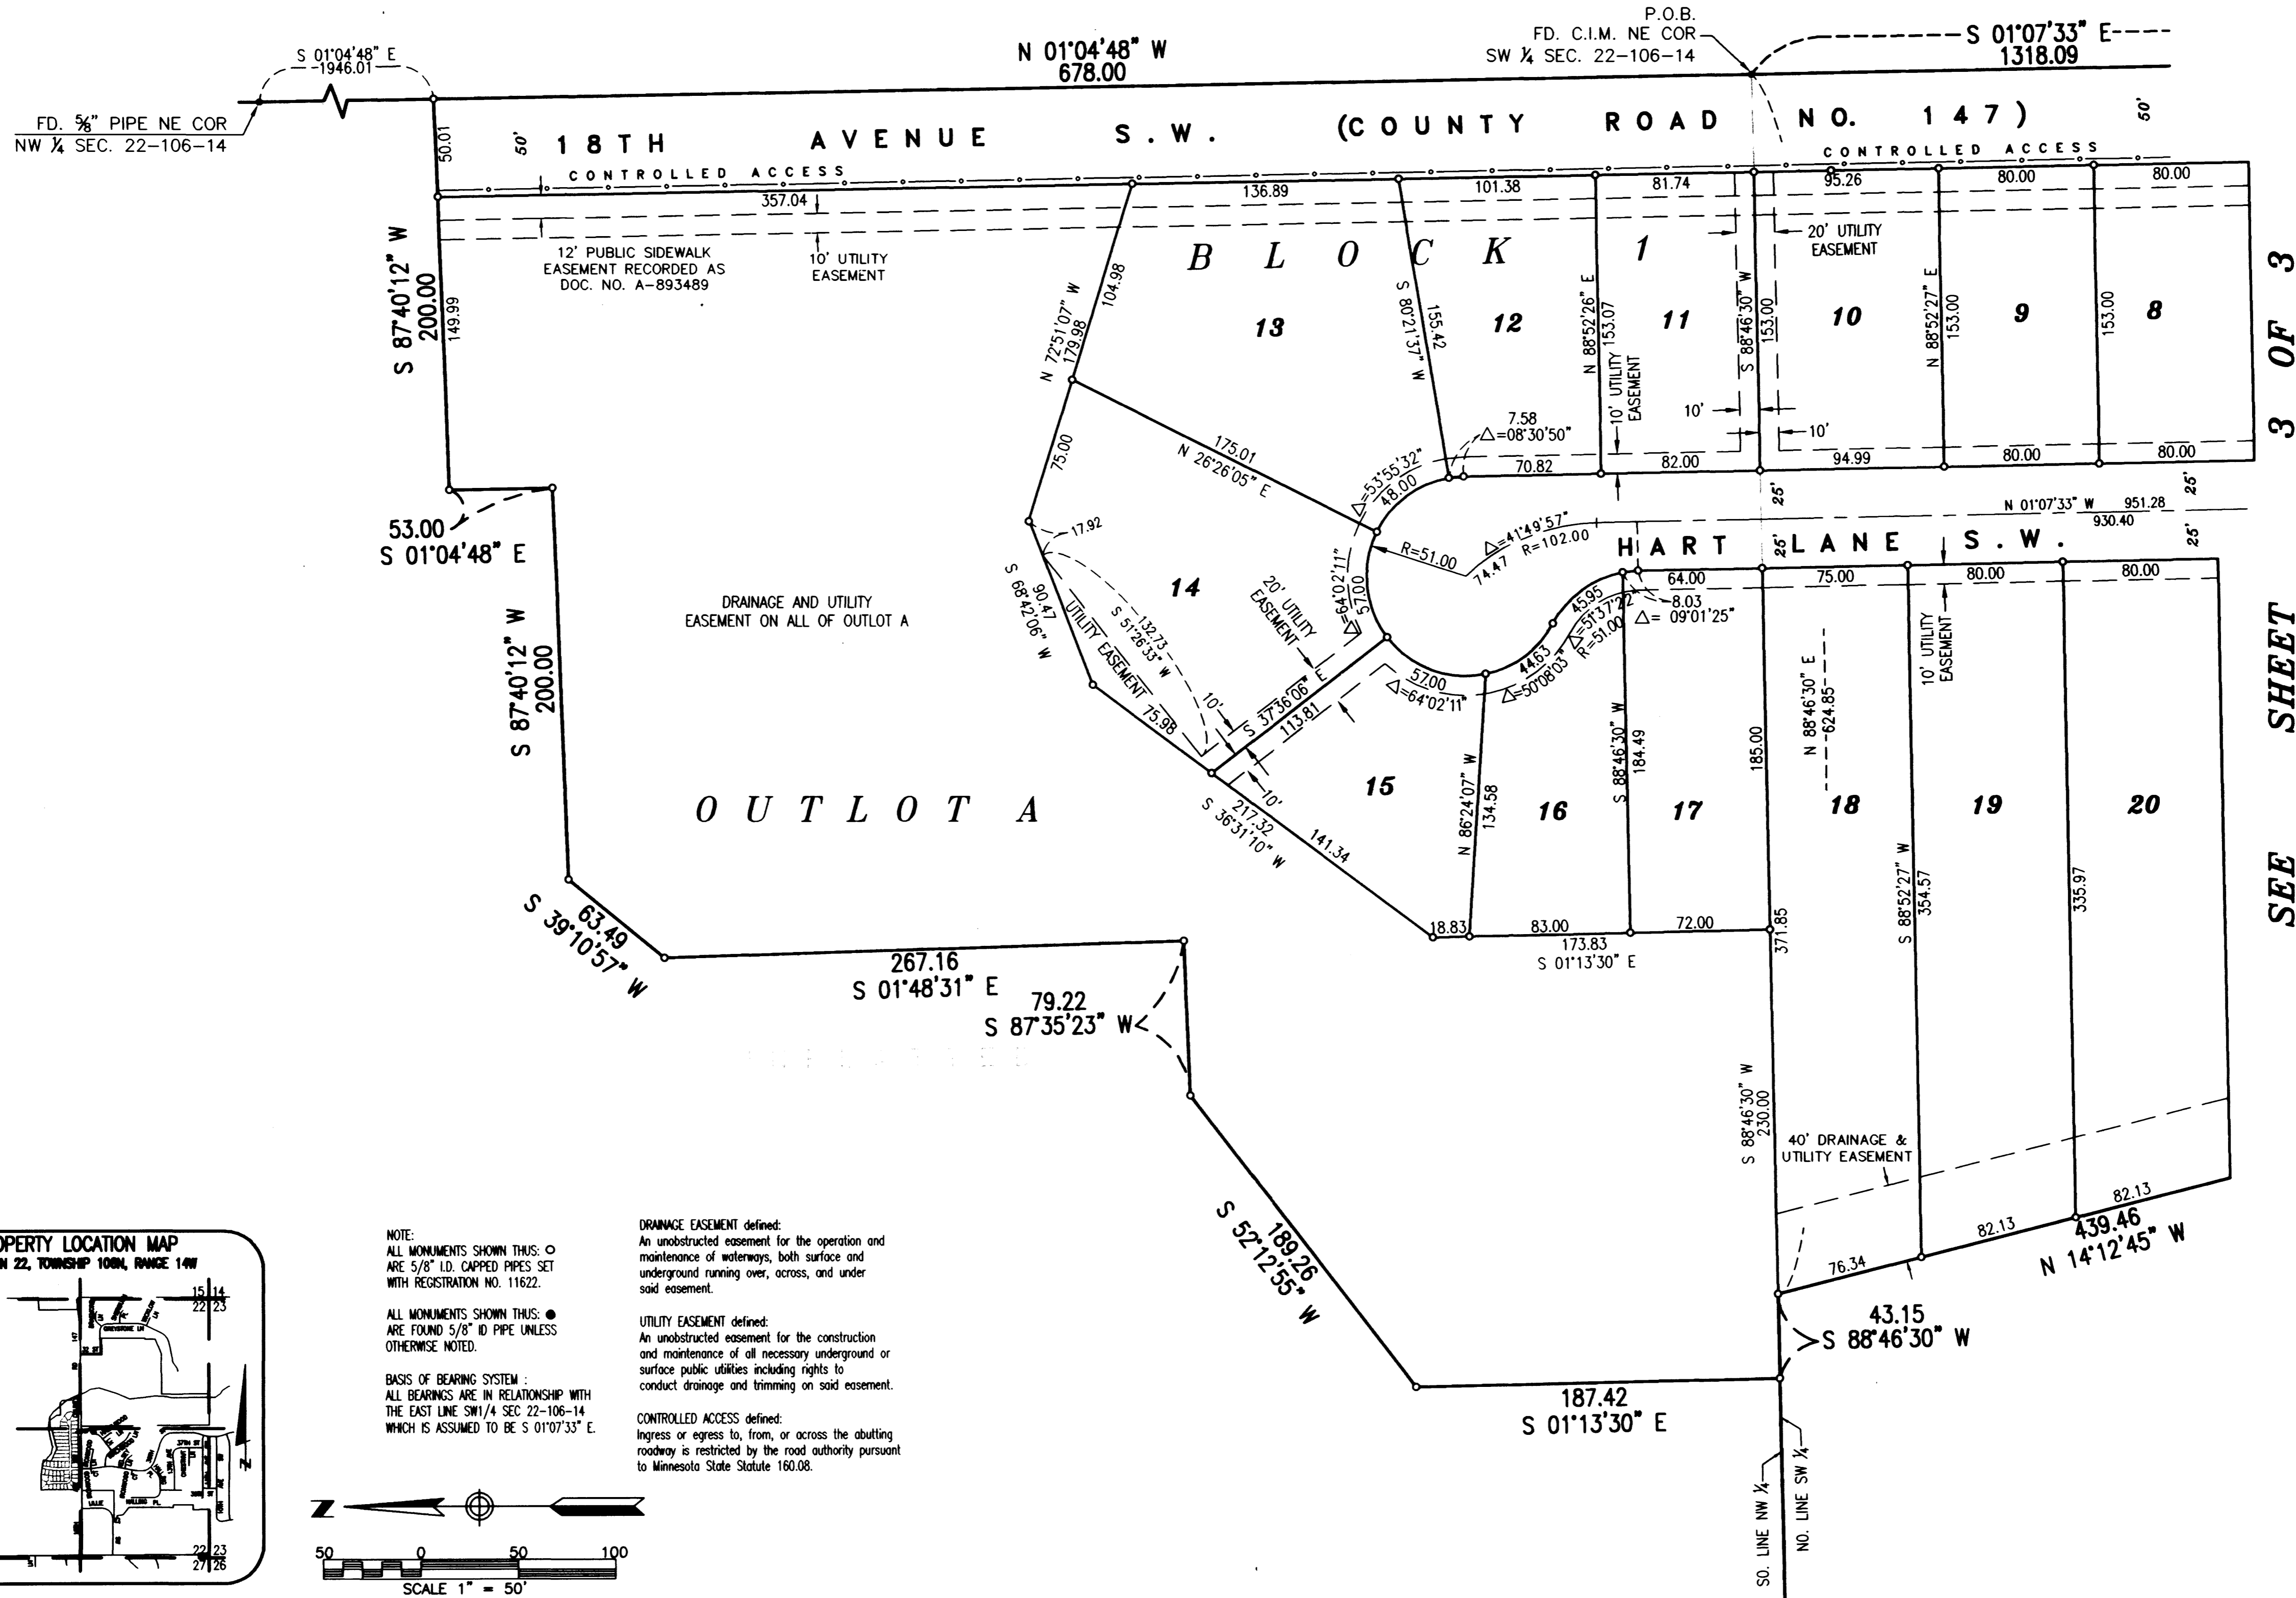 P.O.B.
FD. C.I.M. NE COR
SW ¼ SEC. 22-106-14
S 01°07'33" E
1318.09
N 01°04'48" W
678.00
S 01°04'48" E
1946.01
FD. ⅝" PIPE NE COR
NW ¼ SEC. 22-106-14
50.01
50'
18TH AVENUE S.W. (COUNTY ROAD NO. 147)
50'
CONTROLLED ACCESS
CONTROLLED ACCESS
357.04
136.89
101.38
81.74
95.26
80.00
80.00
12' PUBLIC SIDEWALK
EASEMENT RECORDED AS
DOC. NO. A-893489
10' UTILITY
EASEMENT
BLOCK 1
20' UTILITY
EASEMENT
S 87°40'12" W
200.00
149.99
N 72°51'07" W
179.98
104.98
13
S 80°21'37" W
155.42
12
N 88°52'26" E
153.07
11
S 88°46'30" W
153.00
10
N 88°52'27" E
153.00
9
153.00
8
10' UTILITY
EASEMENT
10'
10'
7.58
△=08°30'50"
70.82
82.00
94.99
80.00
80.00
75.00
175.01
N 26°26'05" E
△=53°55'32"
48.00
25'
25'
N 01°07'33" W 951.28
930.40
53.00
S 01°04'48" E
17.92
△=41°49'57"
R=102.00
74.47
R=51.00
HART LANE S.W.
25'
25'
64.00
75.00
80.00
80.00
14
△=64°02'11"
57.00
20' UTILITY
EASEMENT
90.47
S 68°42'06" W
UTILITY EASEMENT
132.73
S 51°26'33" W
45.95
△=51°37'22"
R=51.00
8.03
△= 09°01'25"
DRAINAGE AND UTILITY
EASEMENT ON ALL OF OUTLOT A
44.63
△=50°08'03"
57.00
△=64°02'11"
10'
S 37°36'06" E
113.81
75.98
10'
S 87°40'12" W
200.00
OUTLOT A
217.32
S 36°31'10" W
141.34
15
N 86°24'07" W
134.58
16
S 88°46'30" W
184.49
17
185.00
N 88°46'30" E
624.85
18
10' UTILITY
EASEMENT
S 88°52'27" W
354.57
19
335.97
20
18.83
83.00
72.00
173.83
S 01°13'30" E
371.85
63.49
S 39°10'57" W
267.16
S 01°48'31" E
79.22
S 87°35'23" W
S 88°46'30" W
230.00
40' DRAINAGE &
UTILITY EASEMENT
189.26
S 52°12'55" W
76.34
82.13
82.13
439.46
N 14°12'45" W
43.15
S 88°46'30" W
187.42
S 01°13'30" E
SO. LINE NW ¼
NO. LINE SW ¼
SEE SHEET 3 OF 3
OPERTY LOCATION MAP
N 22, TOWNSHIP 106N, RANGE 14W
15 14
22 23
GREYSTONE LN
22 23
27 26
NOTE:
ALL MONUMENTS SHOWN THUS: O
ARE 5/8" I.D. CAPPED PIPES SET
WITH REGISTRATION NO. 11622.
ALL MONUMENTS SHOWN THUS: ●
ARE FOUND 5/8" ID PIPE UNLESS
OTHERWISE NOTED.
BASIS OF BEARING SYSTEM :
ALL BEARINGS ARE IN RELATIONSHIP WITH
THE EAST LINE SW1/4 SEC 22-106-14
WHICH IS ASSUMED TO BE S 01°07'33" E.
DRAINAGE EASEMENT defined:
An unobstructed easement for the operation and
maintenance of waterways, both surface and
underground running over, across, and under
said easement.
UTILITY EASEMENT defined:
An unobstructed easement for the construction
and maintenance of all necessary underground or
surface public utilities including rights to
conduct drainage and trimming on said easement.
CONTROLLED ACCESS defined:
Ingress or egress to, from, or across the abutting
roadway is restricted by the road authority pursuant
to Minnesota State Statute 160.08.
Z
50 0 50 100
SCALE 1" = 50'